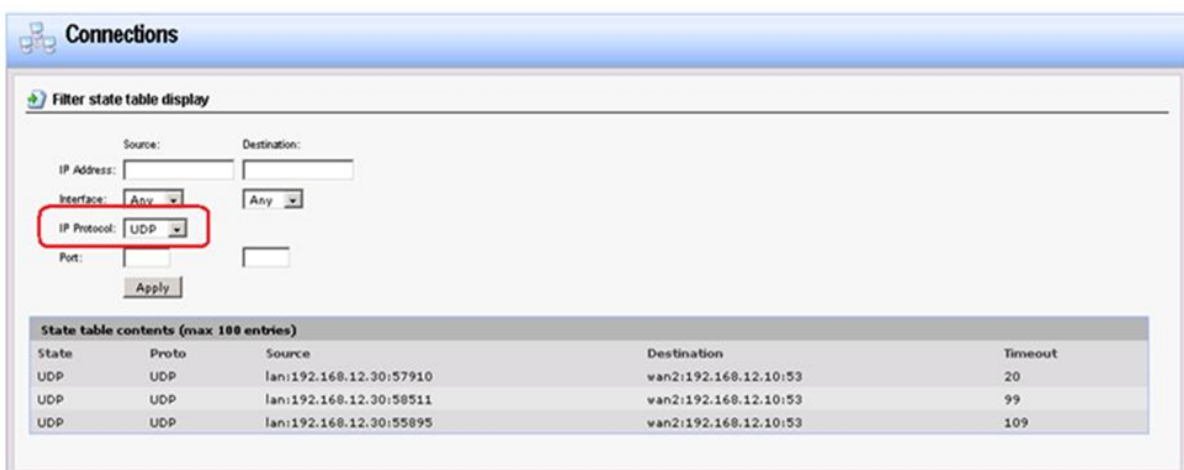 Connections
Filter state table display
Source: Destination:
IP Address:
Interface: Any Any
IP Protocol: UDP
Port:
Apply
State table contents (max 100 entries)
State Proto Source Destination Timeout
UDP UDP lan:192.168.12.30:57910 wan2:192.168.12.10:53 20
UDP UDP lan:192.168.12.30:58511 wan2:192.168.12.10:53 99
UDP UDP lan:192.168.12.30:55895 wan2:192.168.12.10:53 109